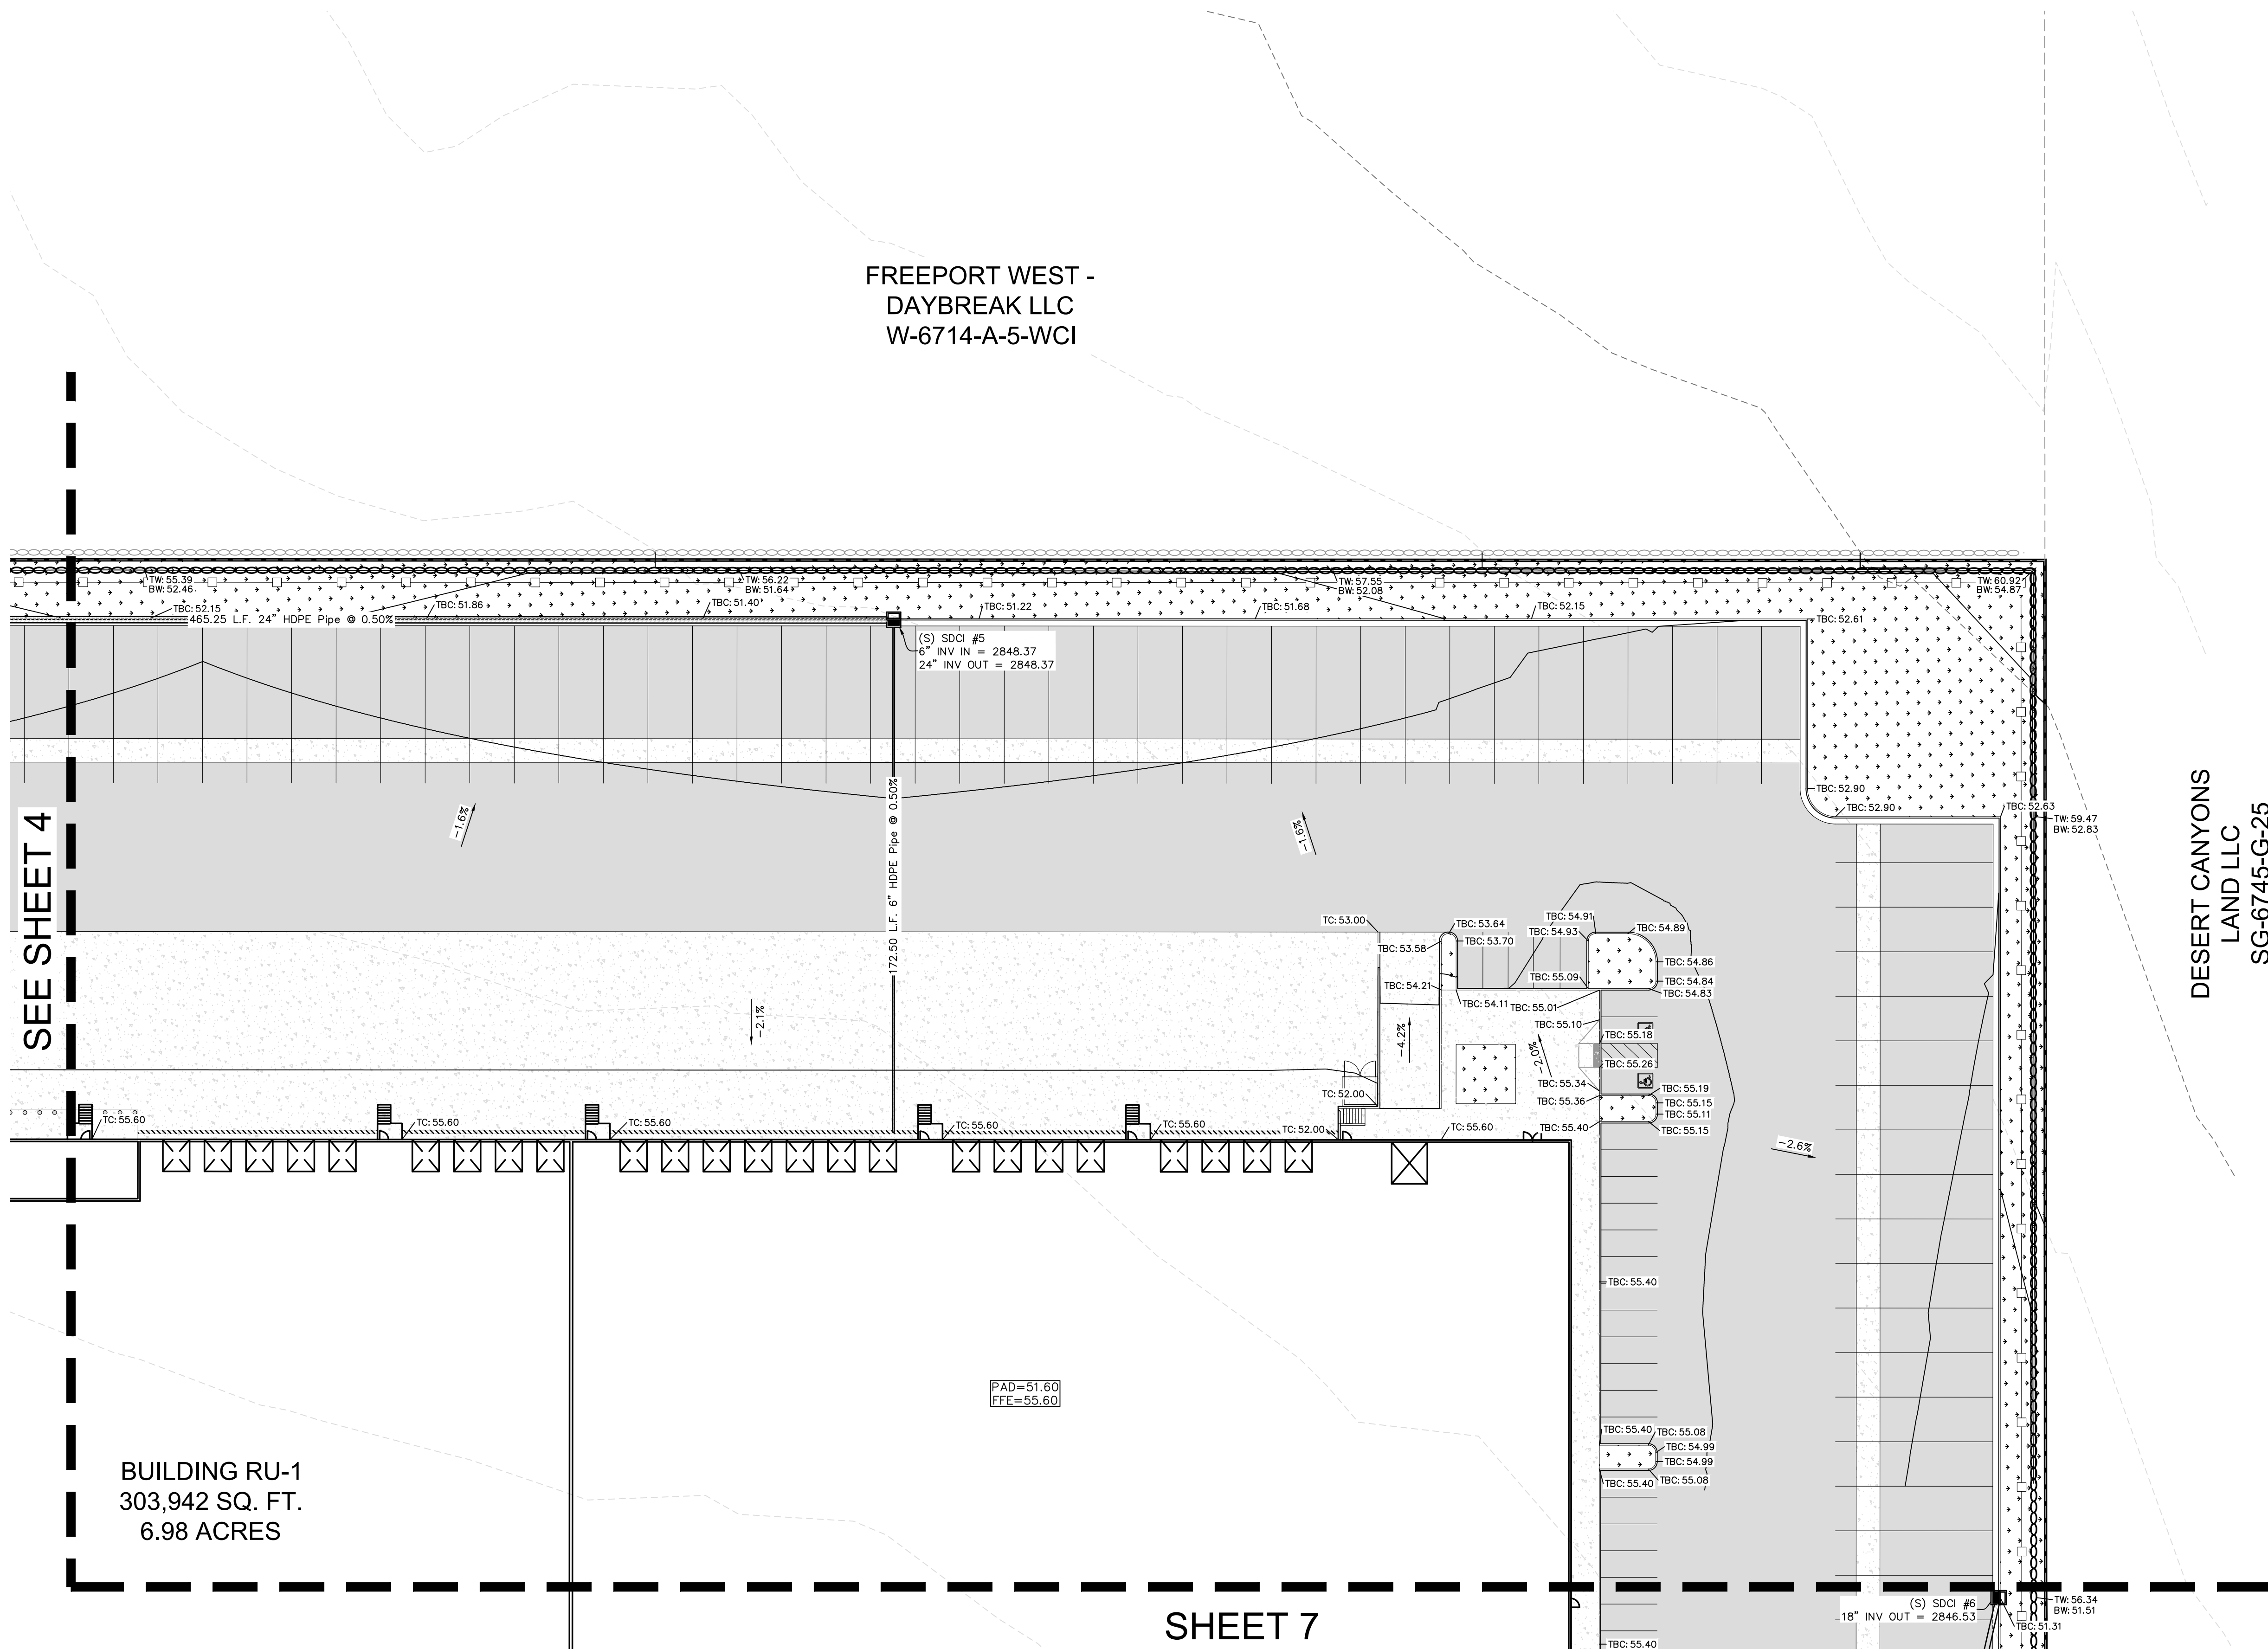 FREEPORT WEST -
DAYBREAK LLC
W-6714-A-5-WCI
TW: 55.39
BW: 52.46
TW: 56.22
BW: 51.64
TW: 57.55
BW: 52.08
TW: 60.92
BW: 54.87
TBC: 52.15
TBC: 51.86
TBC: 51.40
TBC: 51.22
TBC: 51.68
TBC: 52.15
TBC: 52.61
465.25 L.F. 24" HDPE Pipe @ 0.50%
(S) SDCI #5
6" INV IN = 2848.37
24" INV OUT = 2848.37
172.50 L.F. 6" HDPE Pipe @ 0.50%
-1.6%
-1.6%
TBC: 52.90
TBC: 52.90
TBC: 52.63
TW: 59.47
BW: 52.83
SEE SHEET 4
DESERT CANYONS
LAND LLC
SG-6745-G-25
TC: 53.00
TBC: 53.64
TBC: 53.70
TBC: 53.58
TBC: 54.91
TBC: 54.93
TBC: 54.89
TBC: 54.86
TBC: 55.09
TBC: 54.84
TBC: 54.83
TBC: 54.21
TBC: 54.11
TBC: 55.01
TBC: 55.10
TBC: 55.18
-2.1%
-4.2%
-2.0%
TBC: 55.26
TBC: 55.34
TBC: 55.19
TC: 52.00
TBC: 55.36
TBC: 55.15
TBC: 55.11
TBC: 55.40
TBC: 55.15
TC: 55.60
TC: 55.60
TC: 55.60
TC: 55.60
TC: 55.60
TC: 52.00
TC: 55.60
-2.6%
TBC: 55.40
PAD=51.60
FFE=55.60
TBC: 55.40
TBC: 55.08
TBC: 54.99
TBC: 54.99
TBC: 55.08
TBC: 55.40
BUILDING RU-1
303,942 SQ. FT.
6.98 ACRES
SHEET 7
(S) SDCI #6
18" INV OUT = 2846.53
TW: 56.34
BW: 51.51
TBC: 51.31
TBC: 55.40